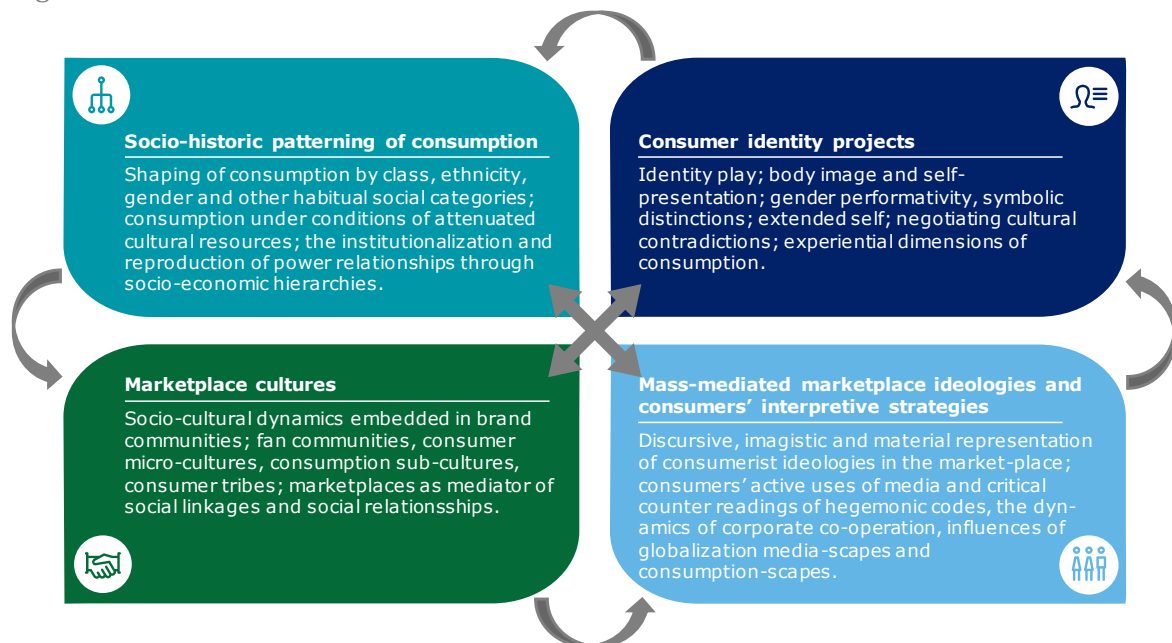 Socio-historic patterning of consumption
Shaping of consumption by class, ethnicity,
gender and other habitual social categories;
consumption under conditions of attenuated
cultural resources; the institutionalization and
reproduction of power relationships through
socio-economic hierarchies.
Consumer identity projects
Identity play; body image and self-
presentation; gender performativity, symbolic
distinctions; extended self; negotiating cultural
contradictions; experiential dimensions of
consumption.
Marketplace cultures
Socio-cultural dynamics embedded in brand
communities; fan communities, consumer
micro-cultures, consumption sub-cultures,
consumer tribes; marketplaces as mediator of
social linkages and social relationsships.
Mass-mediated marketplace ideologies and
consumers’ interpretive strategies
Discursive, imagistic and material representation
of consumerist ideologies in the market-place;
consumers’ active uses of media and critical
counter readings of hegemonic codes, the dyn-
amics of corporate co-operation, influences of
globalization media-scapes and
consumption-scapes.